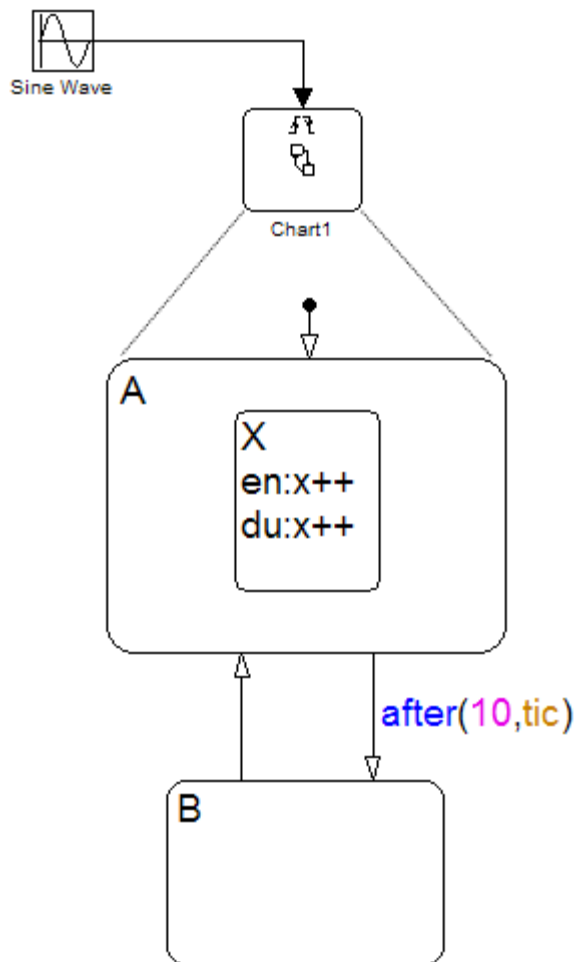 Sine Wave
Chart1
A
X
en:x++
du:x++
after(10,tic)
B